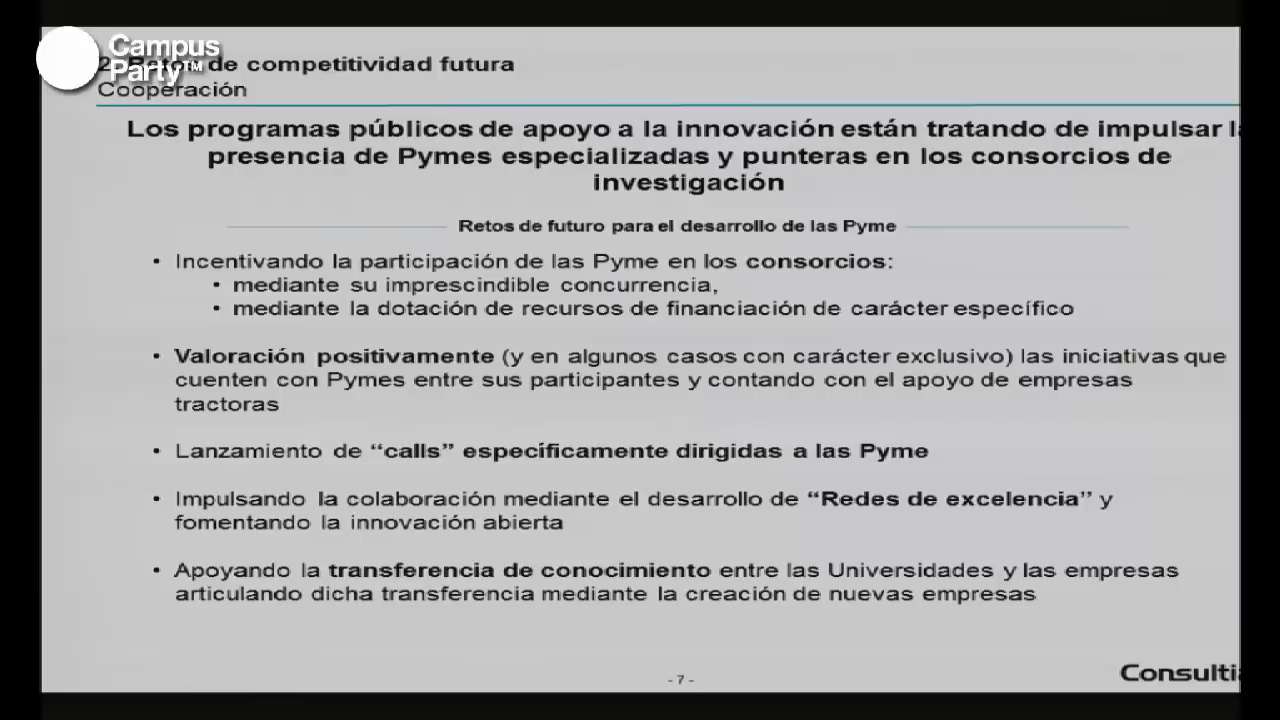 Campus
Party™
2. Retos de competitividad futura
Cooperación
Los programas públicos de apoyo a la innovación están tratando de impulsar
presencia de Pymes especializadas y punteras en los consorcios de
investigación
Retos de futuro para el desarrollo de las Pyme
• Incentivando la participación de las Pyme en los consorcios:
• mediante su imprescindible concurrencia,
• mediante la dotación de recursos de financiación de carácter específico
• Valoración positivamente (y en algunos casos con carácter exclusivo) las iniciativas que
cuenten con Pymes entre sus participantes y contando con el apoyo de empresas
tractoras
• Lanzamiento de “calls” específicamente dirigidas a las Pyme
• Impulsando la colaboración mediante el desarrollo de “Redes de excelencia” y
fomentando la innovación abierta
• Apoyando la transferencia de conocimiento entre las Universidades y las empresas
articulando dicha transferencia mediante la creación de nuevas empresas
- 7 -